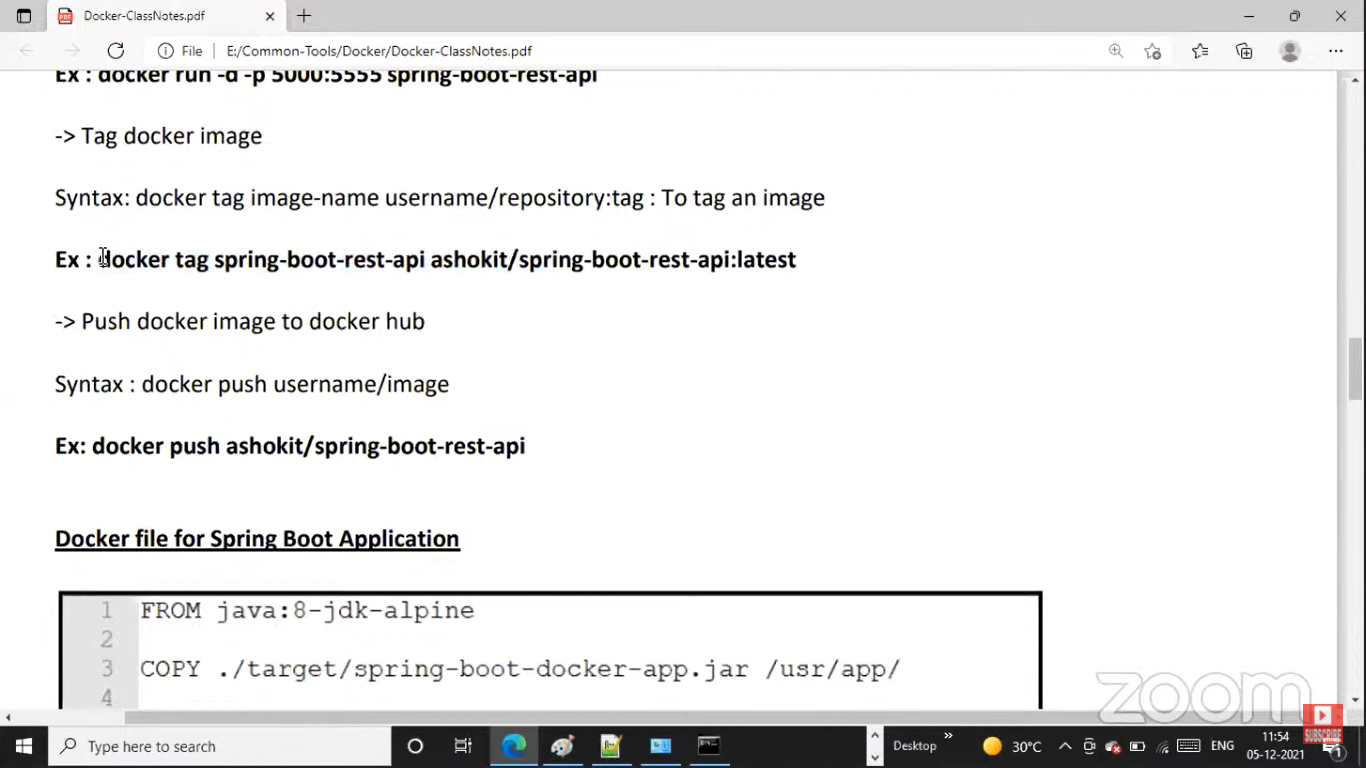 Docker-ClassNotes.pdf
File
E:/Common-Tools/Docker/Docker-ClassNotes.pdf
Ex : docker run -d -p 5000:5555 spring-boot-rest-api
-> Tag docker image
Syntax: docker tag image-name username/repository:tag : To tag an image
Ex : docker tag spring-boot-rest-api ashokit/spring-boot-rest-api:latest
-> Push docker image to docker hub
Syntax : docker push username/image
Ex: docker push ashokit/spring-boot-rest-api
Docker file for Spring Boot Application
1 FROM java:8-jdk-alpine
2
3 COPY ./target/spring-boot-docker-app.jar /usr/app/
4
zoom
SUBSCRIBE
Type here to search
Desktop
30°C
ENG
11:54
05-12-2021
1